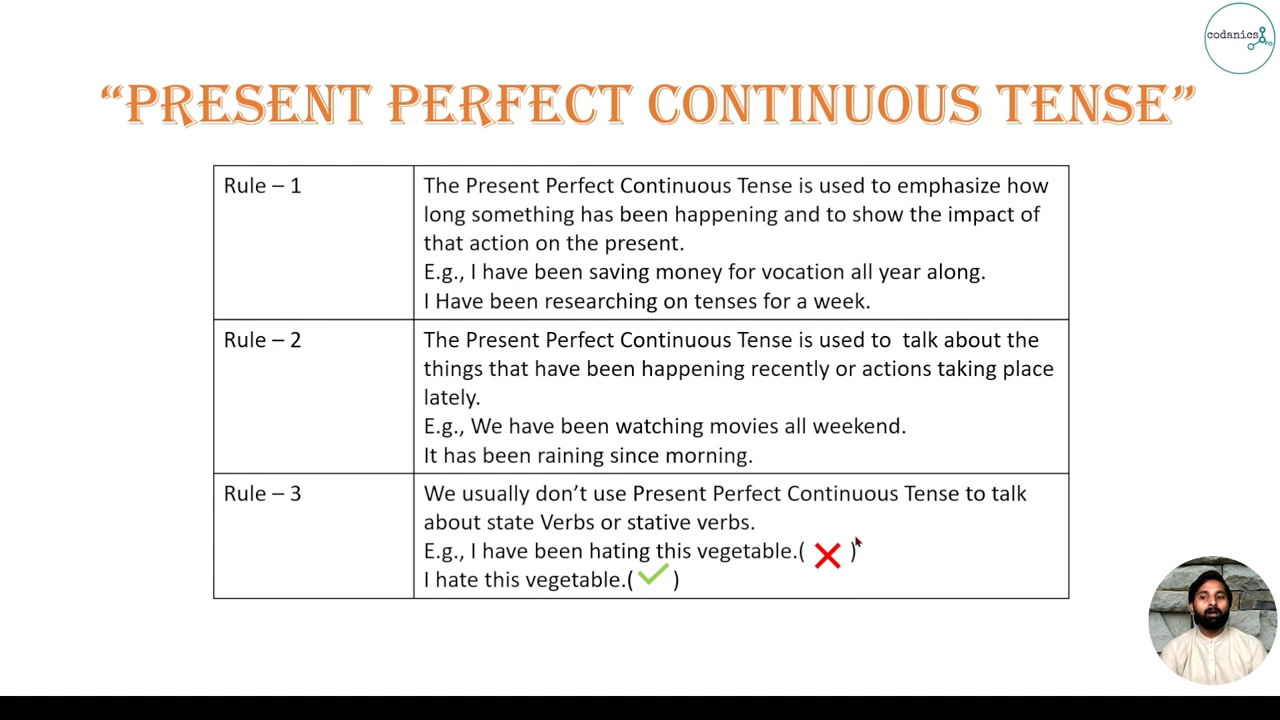 codanics
“PRESENT PERFECT CONTINUOUS TENSE”
Rule – 1
The Present Perfect Continuous Tense is used to emphasize how
long something has been happening and to show the impact of
that action on the present.
E.g., I have been saving money for vocation all year along.
I Have been researching on tenses for a week.
Rule – 2
The Present Perfect Continuous Tense is used to  talk about the
things that have been happening recently or actions taking place
lately.
E.g., We have been watching movies all weekend.
It has been raining since morning.
Rule – 3
We usually don’t use Present Perfect Continuous Tense to talk
about state Verbs or stative verbs.
E.g., I have been hating this vegetable.( ❌ )
I hate this vegetable.( ✓ )